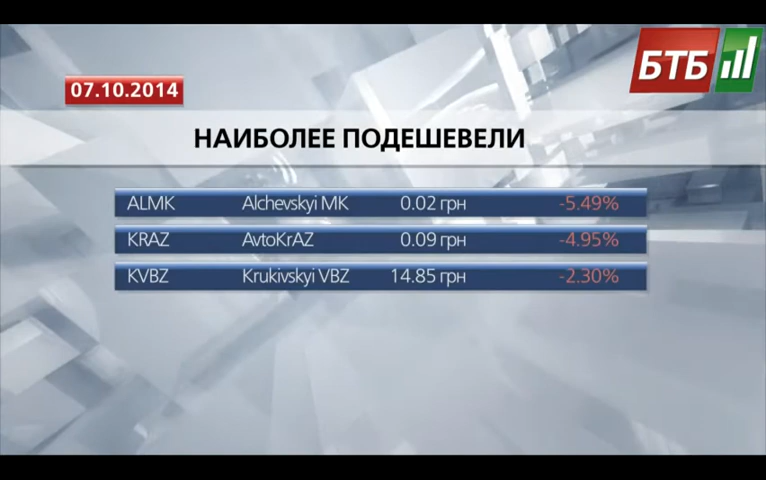 БТБ
07.10.2014
НАИБОЛЕЕ ПОДЕШЕВЕЛИ
ALMK Alchevskyi MK 0.02 грн -5.49%
KRAZ AvtoKrAZ 0.09 грн -4.95%
KVBZ Krukivskyi VBZ 14.85 грн -2.30%